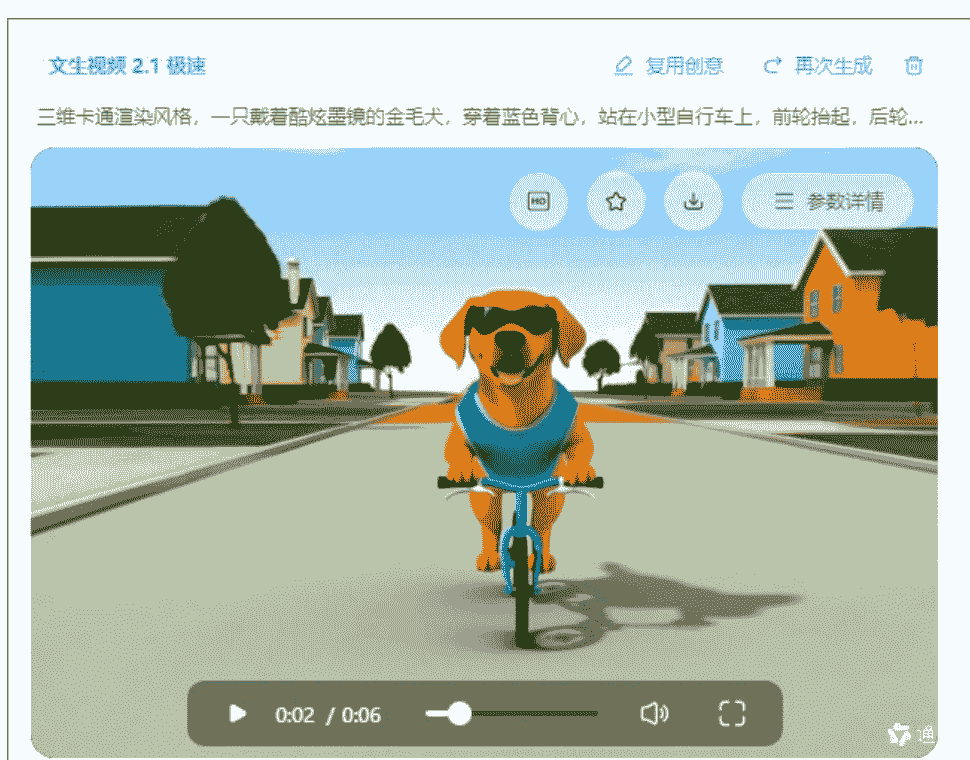 文生视频 2.1 极速
复用创意
再次生成
三维卡通渲染风格，一只戴着酷炫墨镜的金毛犬，穿着蓝色背心，站在小型自行车上，前轮抬起，后轮...
HD
参数详情
0:02 / 0:06
通